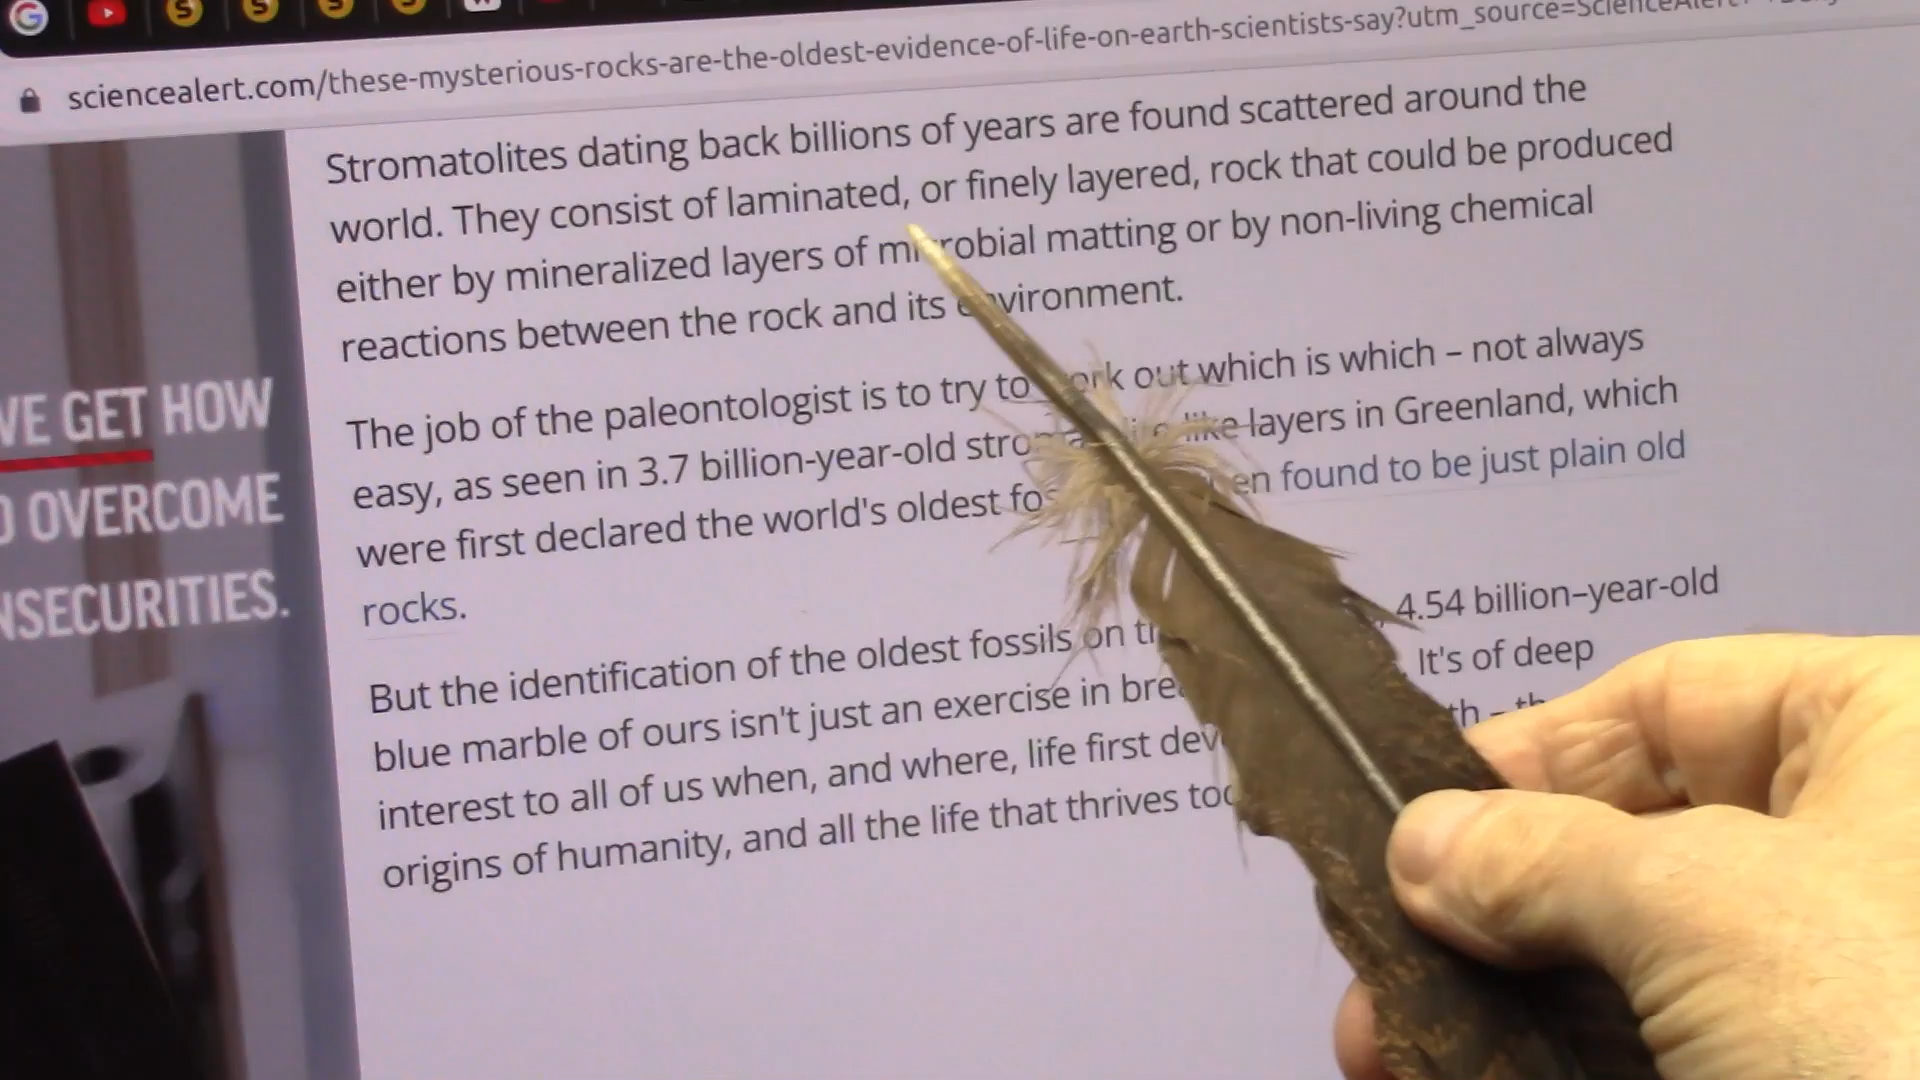 sciencealert.com/these-mysterious-rocks-are-the-oldest-evidence-of-life-on-earth-scientists-say?utm_source=ScienceAlert
Stromatolites dating back billions of years are found scattered around the
world. They consist of laminated, or finely layered, rock that could be produced
either by mineralized layers of microbial matting or by non-living chemical
reactions between the rock and its environment.
The job of the paleontologist is to try to work out which is which – not always
easy, as seen in 3.7 billion-year-old stromatolite-like layers in Greenland, which
were first declared the world's oldest found to be just plain old
rocks.
But the identification of the oldest fossils on 4.54 billion–year-old
blue marble of ours isn't just an exercise in It's of deep
interest to all of us when, and where, life first
origins of humanity, and all the life that thrives
VE GET HOW
OVERCOME
NSECURITIES.